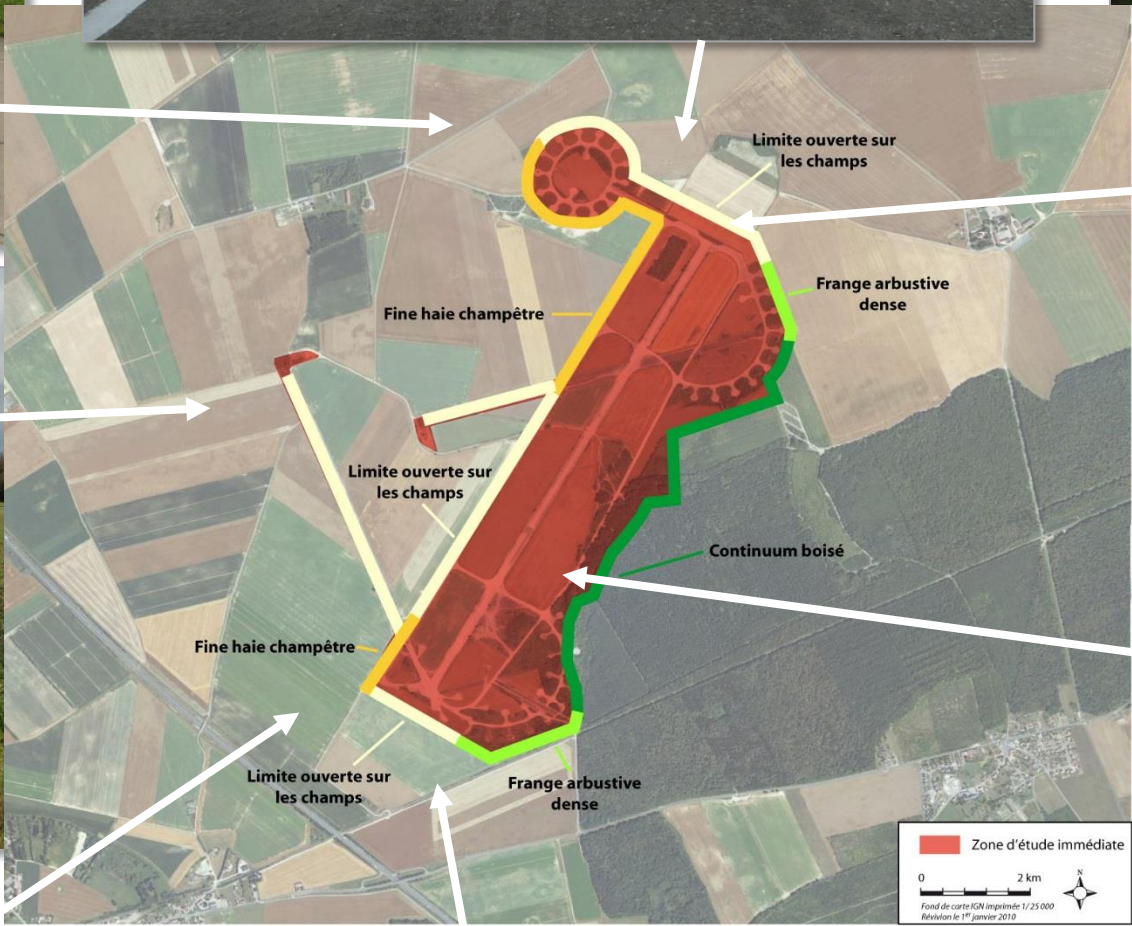 Limite ouverte sur
les champs
Frange arbustive
dense
Fine haie champêtre
Limite ouverte sur
les champs
Continuum boisé
Fine haie champêtre
Limite ouverte sur
les champs
Frange arbustive
dense
Zone d'étude immédiate
0 2 km
N
Fond de carte IGN imprimée 1/25 000
Révivion le 1er janvier 2010